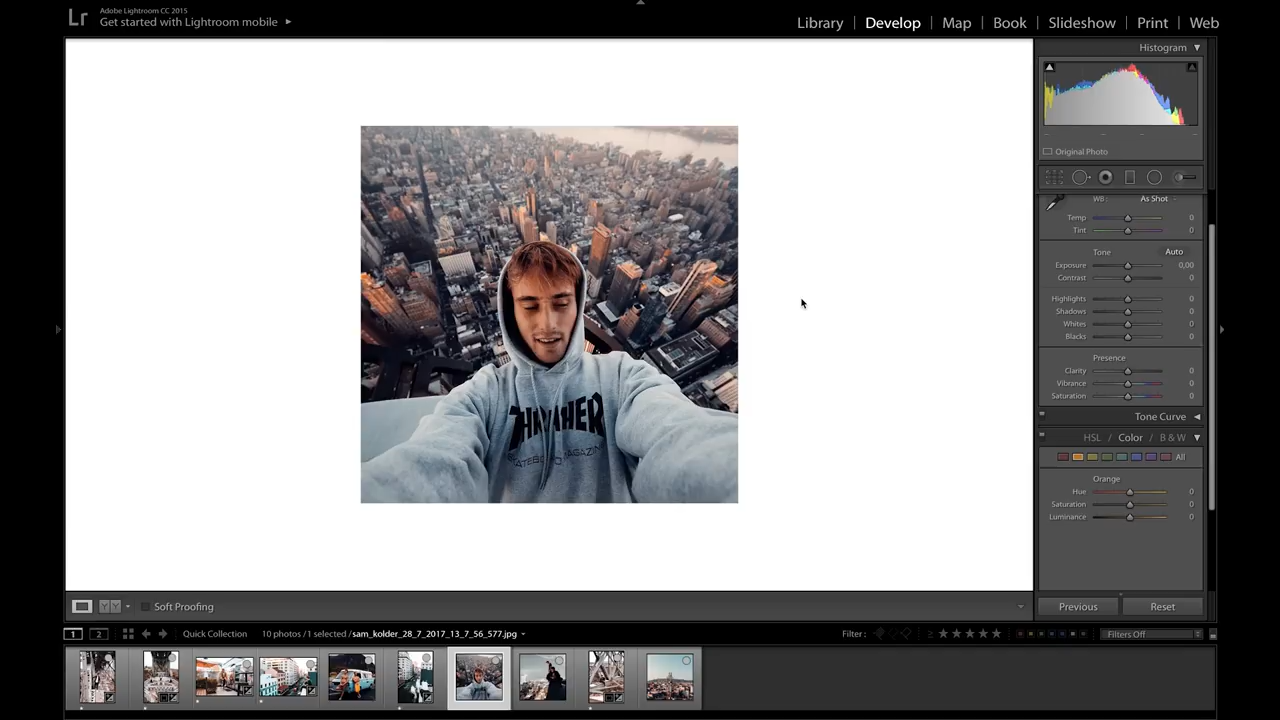 Lr
Adobe Lightroom CC 2015
Get started with Lightroom mobile ▶
Library | Develop | Map | Book | Slideshow | Print | Web
Histogram ▼
Original Photo
WB : As Shot
Temp 0
Tint 0
Tone Auto
Exposure 0,00
Contrast 0
Highlights 0
Shadows 0
Whites 0
Blacks 0
Presence
Clarity 0
Vibrance 0
Saturation 0
Tone Curve ◀
HSL / Color / B & W ▼
All
Orange
Hue 0
Saturation 0
Luminance 0
THRASHER
MAGAZINE
YY Soft Proofing
Previous Reset
1 2 Quick Collection 10 photos /1 selected /sam_kolder_28_7_2017_13_7_56_577.jpg Filter : ≥ ★★★★★ Filters Off